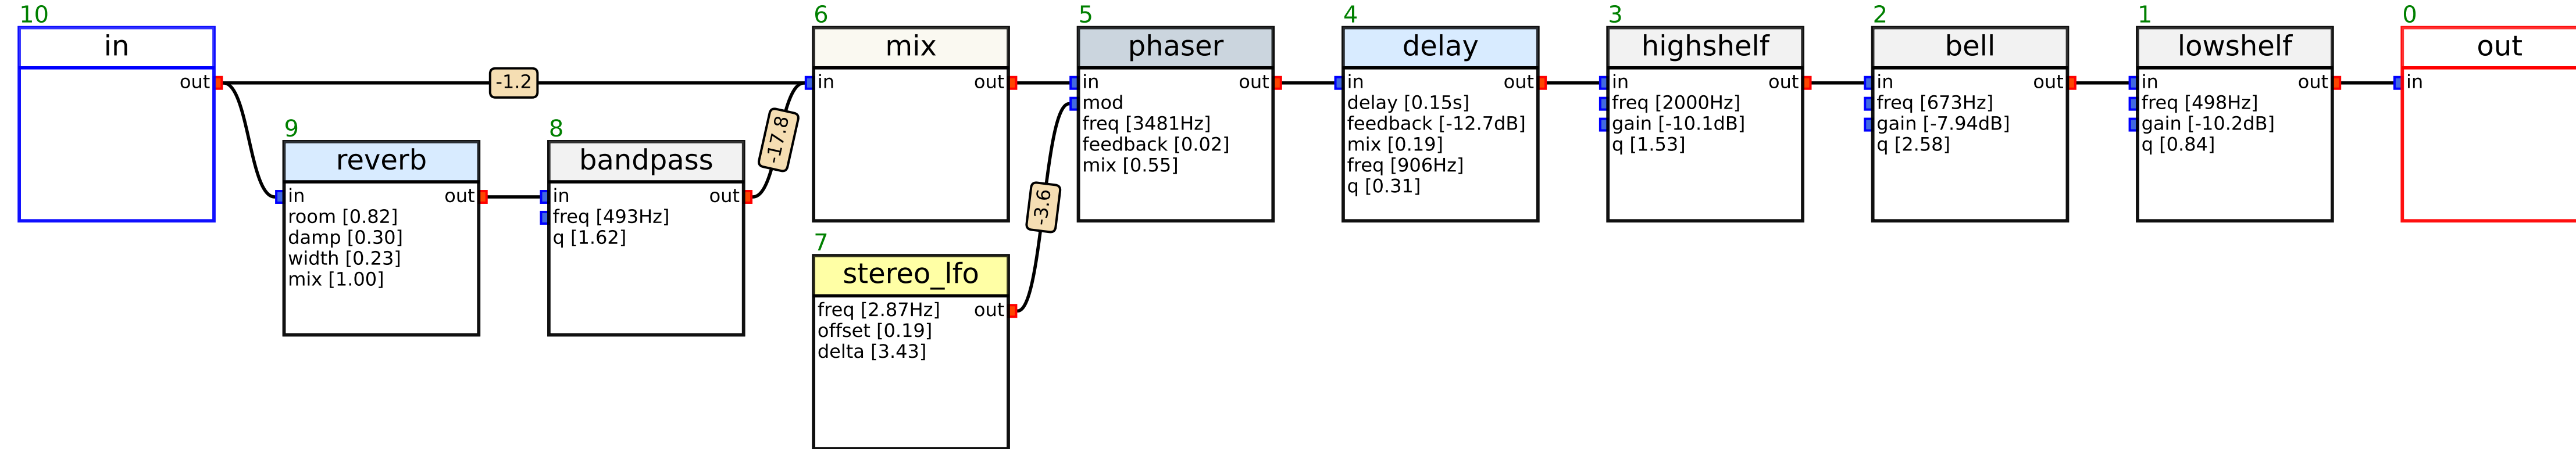 10
in
out
-1.2
9
reverb
in
out
room [0.82]
damp [0.30]
width [0.23]
mix [1.00]
8
bandpass
in
out
freq [493Hz]
q [1.62]
-17.8
6
mix
in
out
7
stereo_lfo
freq [2.87Hz]
out
offset [0.19]
delta [3.43]
-3.6
5
phaser
in
out
mod
freq [3481Hz]
feedback [0.02]
mix [0.55]
4
delay
in
out
delay [0.15s]
feedback [-12.7dB]
mix [0.19]
freq [906Hz]
q [0.31]
3
highshelf
in
out
freq [2000Hz]
gain [-10.1dB]
q [1.53]
2
bell
in
out
freq [673Hz]
gain [-7.94dB]
q [2.58]
1
lowshelf
in
out
freq [498Hz]
gain [-10.2dB]
q [0.84]
0
out
in